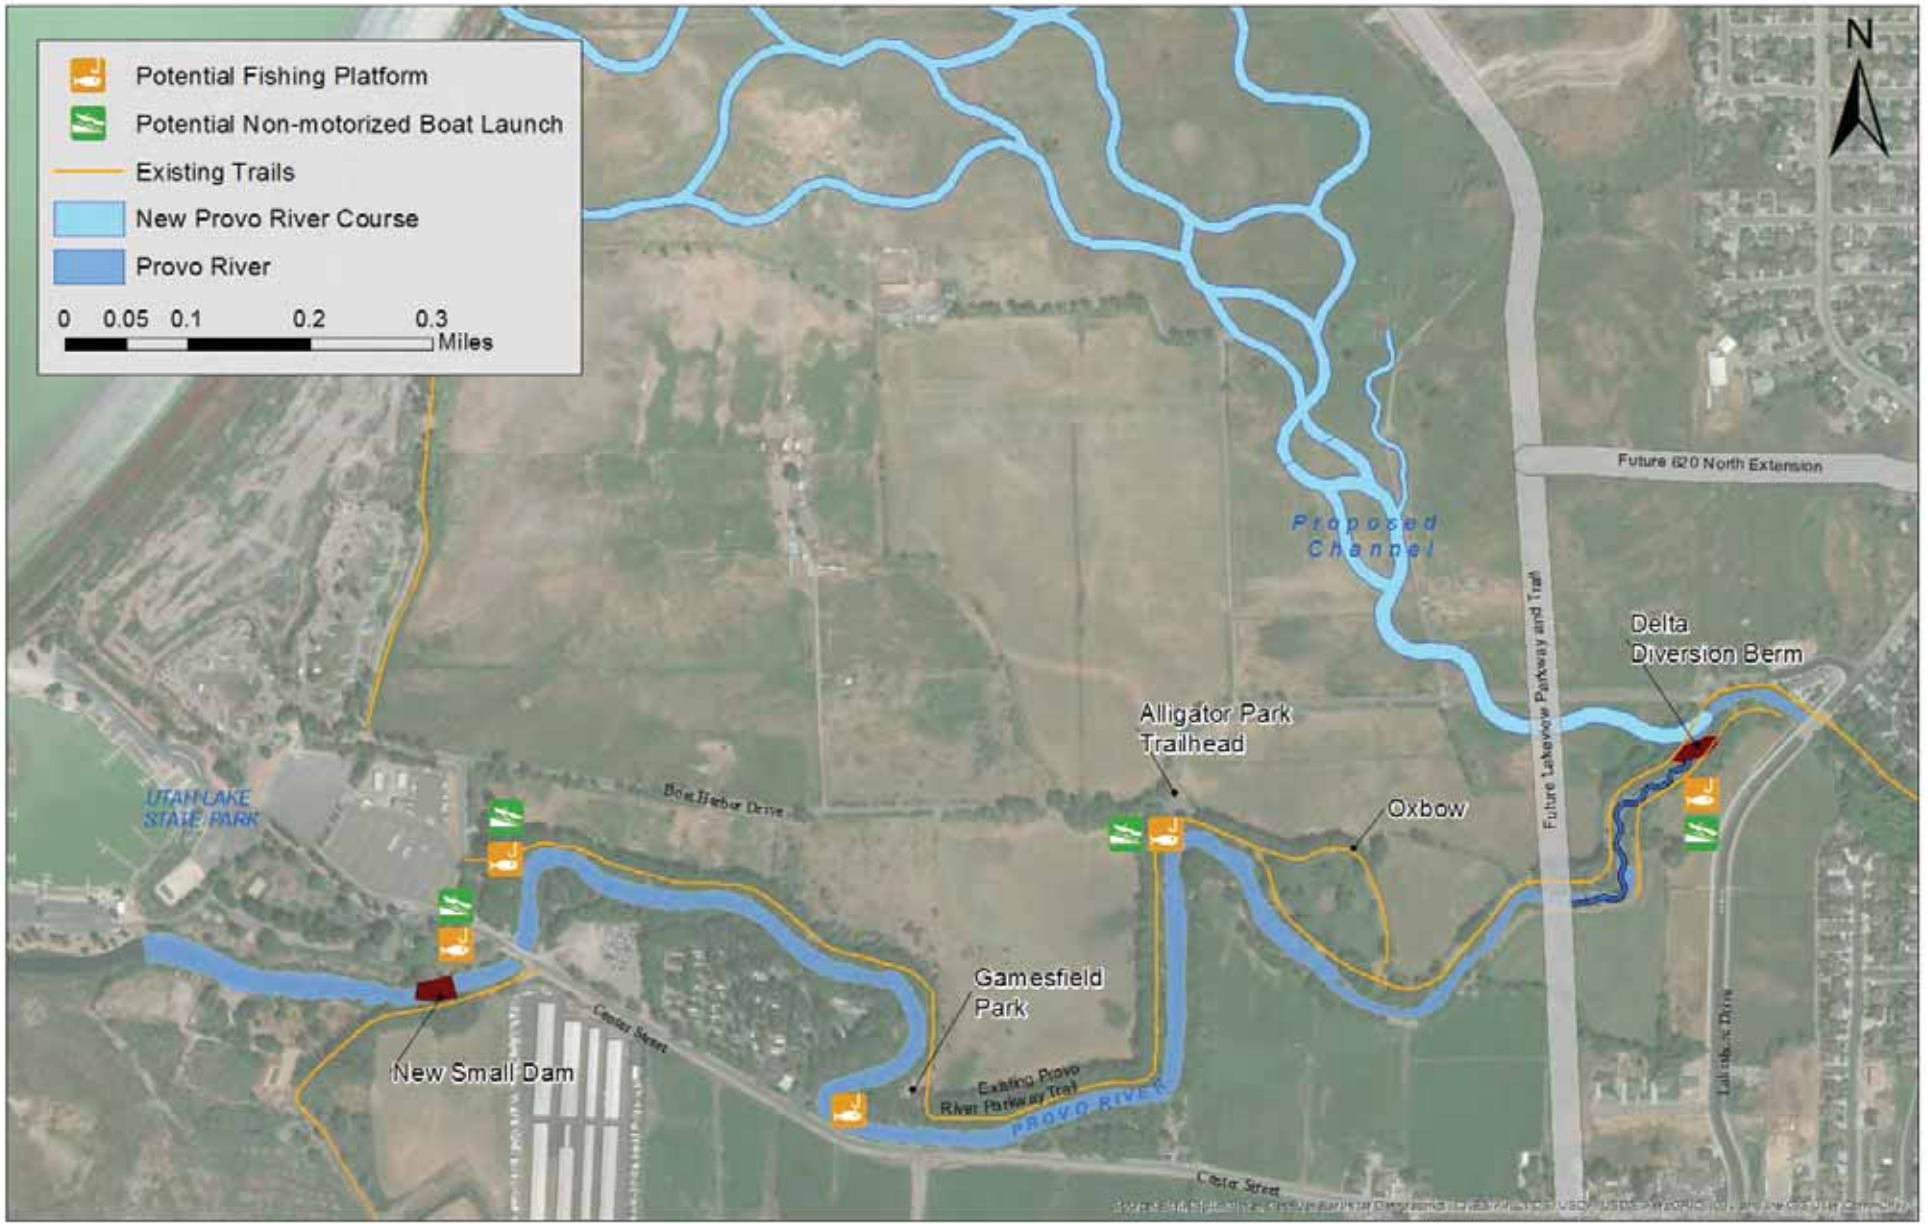 N
Potential Fishing Platform
Potential Non-motorized Boat Launch
Existing Trails
New Provo River Course
Provo River
0 0.05 0.1 0.2 0.3
Miles
Future 620 North Extension
Proposed
Channel
Future Lakeview Parkway and Trail
Delta
Diversion Berm
Alligator Park
Trailhead
UTAH LAKE
STATE PARK
Boat Harbor Drive
Oxbow
Gamesfield
Park
Center Street
New Small Dam
Existing Provo
River Parkway Trail
PROVO RIVER
Lakeshore Drive
Center Street